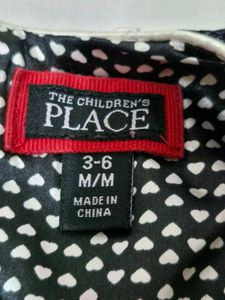 THE CHILDREN'S
PLACE
3-6
M/M
MADE IN
CHINA